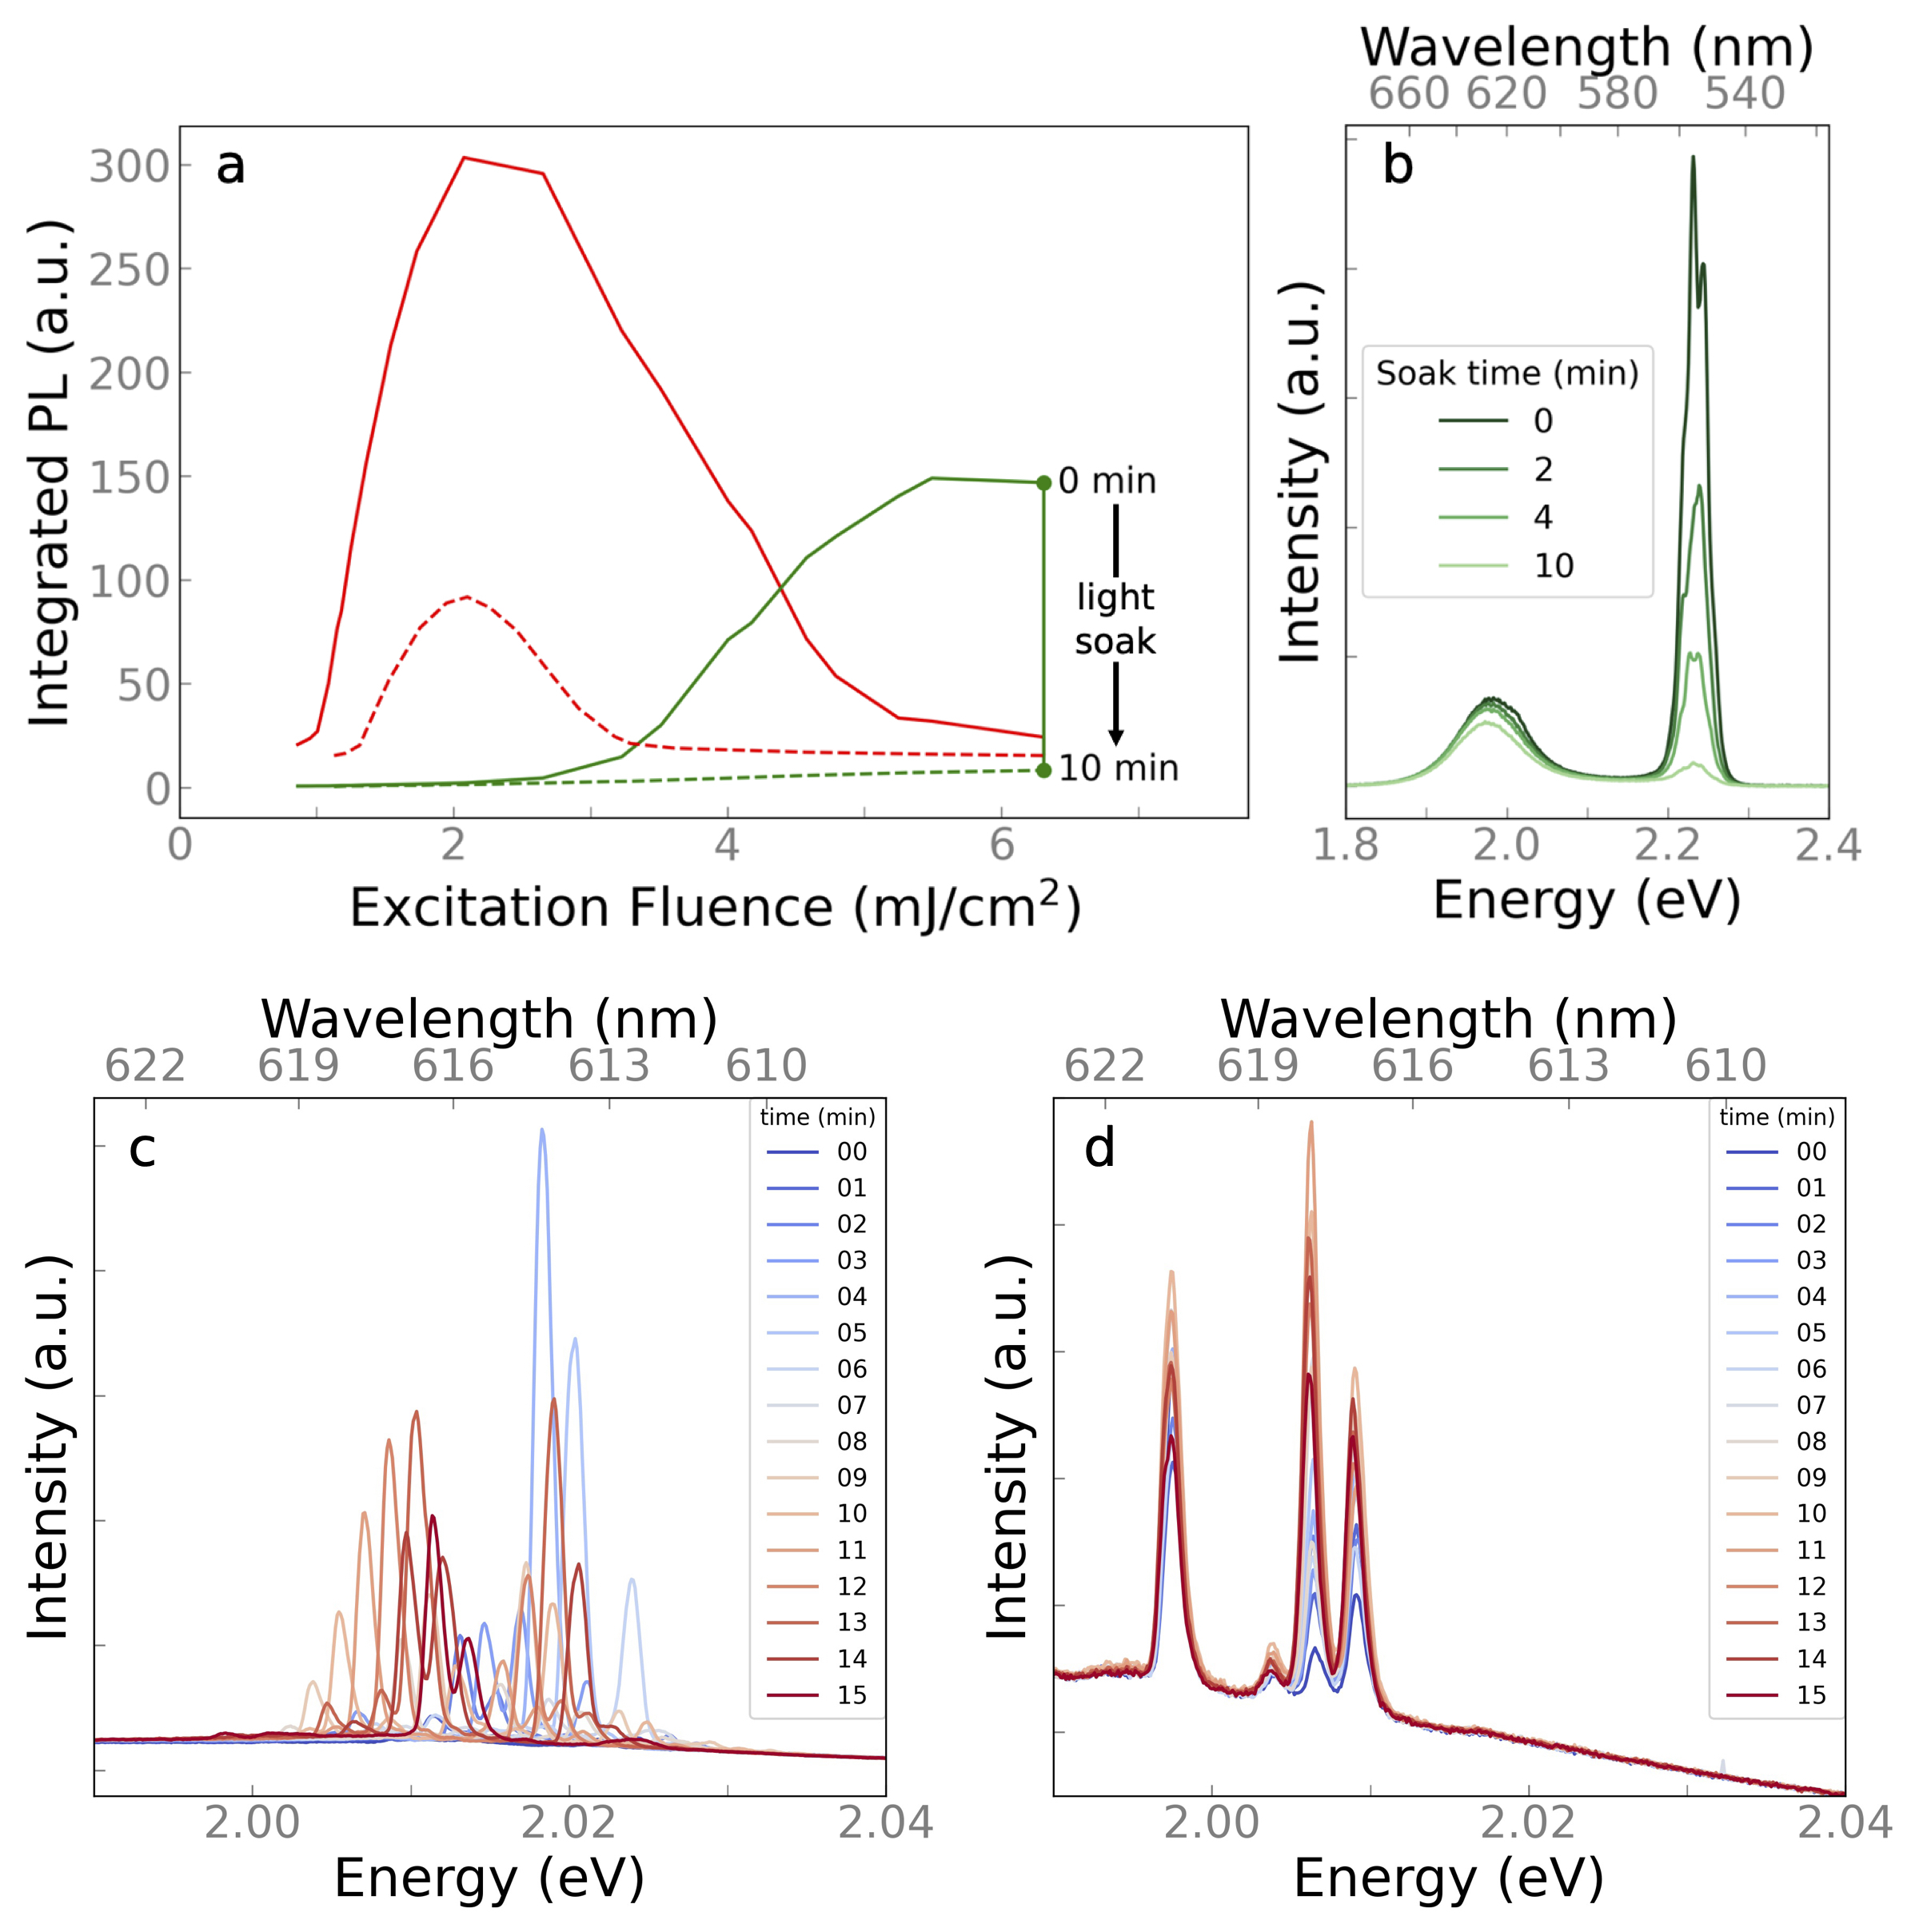 a
300
250
200
150
100
50
0
Integrated PL (a.u.)
0 min
light
soak
10 min
0 2 4 6
Excitation Fluence (mJ/cm²)
Wavelength (nm)
660 620 580 540
b
Intensity (a.u.)
Soak time (min)
0
2
4
10
1.8 2.0 2.2 2.4
Energy (eV)
Wavelength (nm)
622 619 616 613 610
c
Intensity (a.u.)
time (min)
00
01
02
03
04
05
06
07
08
09
10
11
12
13
14
15
2.00 2.02 2.04
Energy (eV)
Wavelength (nm)
622 619 616 613 610
d
Intensity (a.u.)
time (min)
00
01
02
03
04
05
06
07
08
09
10
11
12
13
14
15
2.00 2.02 2.04
Energy (eV)